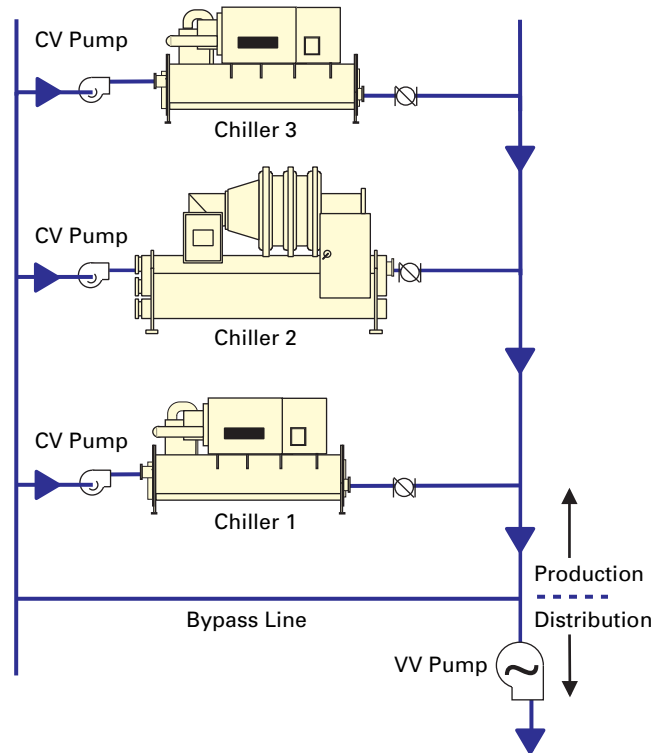 CV Pump
Chiller 3
CV Pump
Chiller 2
CV Pump
Chiller 1
Production
Bypass Line
Distribution
VV Pump